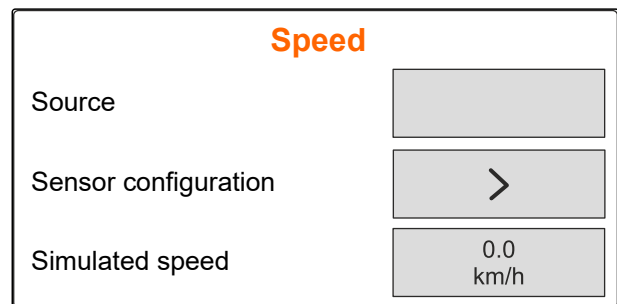 Speed
Source
Sensor configuration
>
Simulated speed
0.0
km/h